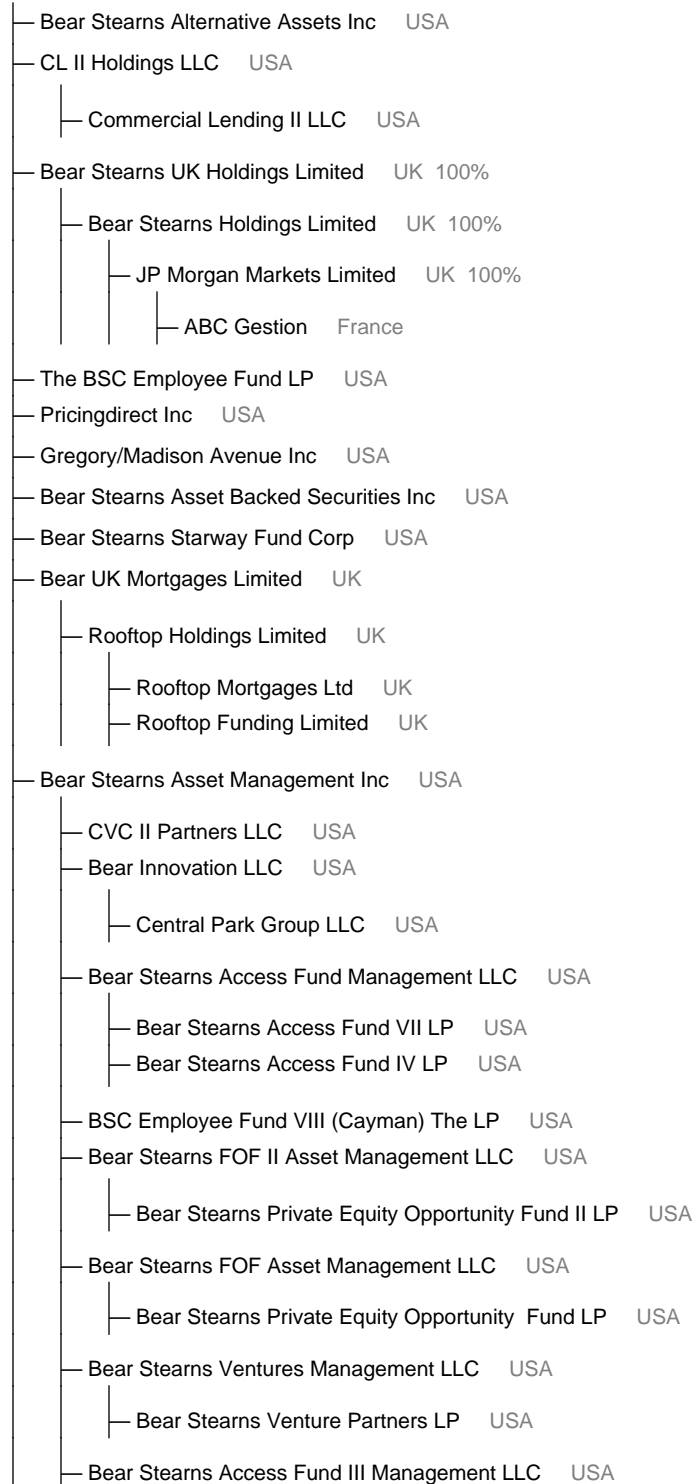 Bear Stearns Alternative Assets Inc USA
CL II Holdings LLC USA
Commercial Lending II LLC USA
Bear Stearns UK Holdings Limited UK 100%
Bear Stearns Holdings Limited UK 100%
JP Morgan Markets Limited UK 100%
ABC Gestion France
The BSC Employee Fund LP USA
Pricingdirect Inc USA
Gregory/Madison Avenue Inc USA
Bear Stearns Asset Backed Securities Inc USA
Bear Stearns Starway Fund Corp USA
Bear UK Mortgages Limited UK
Rooftop Holdings Limited UK
Rooftop Mortgages Ltd UK
Rooftop Funding Limited UK
Bear Stearns Asset Management Inc USA
CVC II Partners LLC USA
Bear Innovation LLC USA
Central Park Group LLC USA
Bear Stearns Access Fund Management LLC USA
Bear Stearns Access Fund VII LP USA
Bear Stearns Access Fund IV LP USA
BSC Employee Fund VIII (Cayman) The LP USA
Bear Stearns FOF II Asset Management LLC USA
Bear Stearns Private Equity Opportunity Fund II LP USA
Bear Stearns FOF Asset Management LLC USA
Bear Stearns Private Equity Opportunity Fund LP USA
Bear Stearns Ventures Management LLC USA
Bear Stearns Venture Partners LP USA
Bear Stearns Access Fund III Management LLC USA